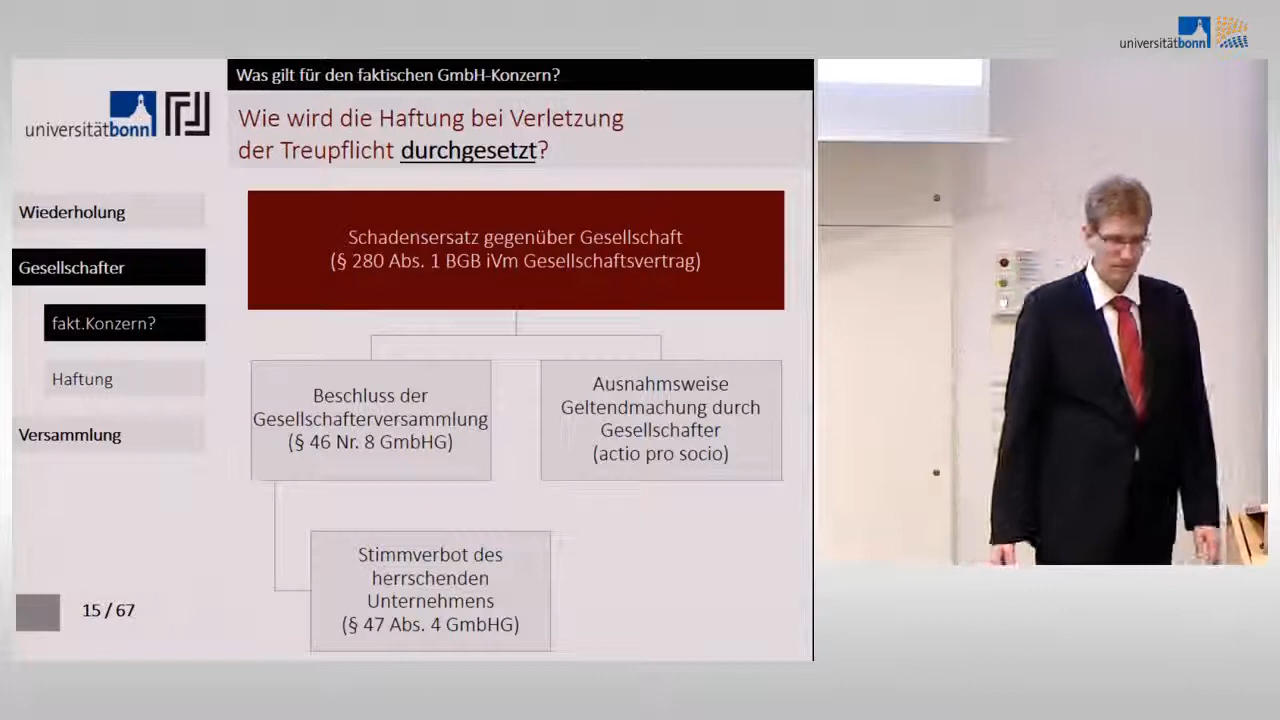 universitätbonn
Was gilt für den faktischen GmbH-Konzern?
universitätbonn
Wie wird die Haftung bei Verletzung
der Treupflicht durchgesetzt?
Wiederholung
Gesellschafter
fakt.Konzern?
Haftung
Versammlung
Schadensersatz gegenüber Gesellschaft
(§ 280 Abs. 1 BGB iVm Gesellschaftsvertrag)
Beschluss der
Gesellschafterversammlung
(§ 46 Nr. 8 GmbHG)
Ausnahmsweise
Geltendmachung durch
Gesellschafter
(actio pro socio)
Stimmverbot des
herrschenden
Unternehmens
(§ 47 Abs. 4 GmbHG)
15 / 67